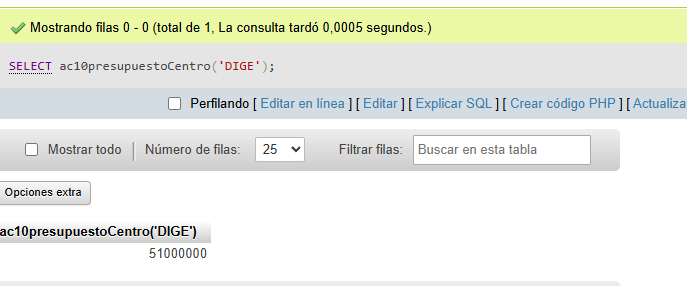 Mostrando filas 0 - 0 (total de 1, La consulta tardó 0,0005 segundos.)
SELECT ac10presupuestoCentro('DIGE');
Perfilando [ Editar en línea ] [ Editar ] [ Explicar SQL ] [ Crear código PHP ] [ Actualiza
Mostrar todo Número de filas: 25 Filtrar filas: Buscar en esta tabla
Opciones extra
ac10presupuestoCentro('DIGE')
51000000